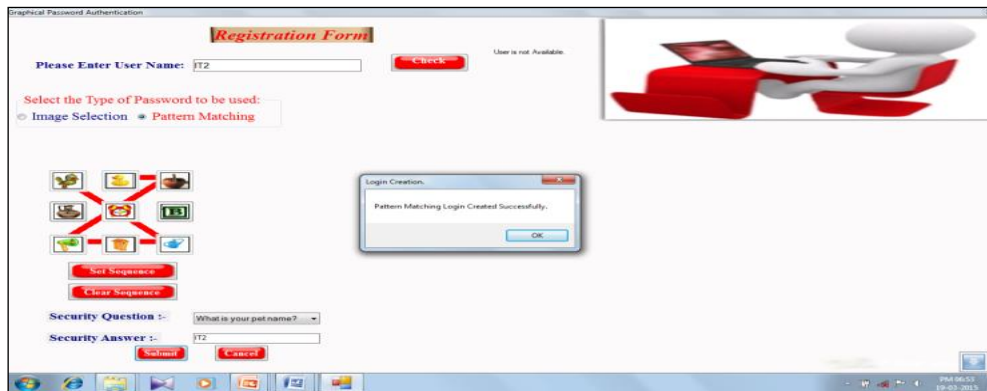 Graphical Password Authentication
Registration Form
Please Enter User Name: IT2 Check User is not Available.
Select the Type of Password to be used:
Image Selection Pattern Matching
Login Creation.
Pattern Matching Login Created Successfully.
OK
B
Set Sequence
Clear Sequence
Security Question :- What is your pet name?
Security Answer :- IT2
Submit Cancel
PM 06:53
19-03-2015